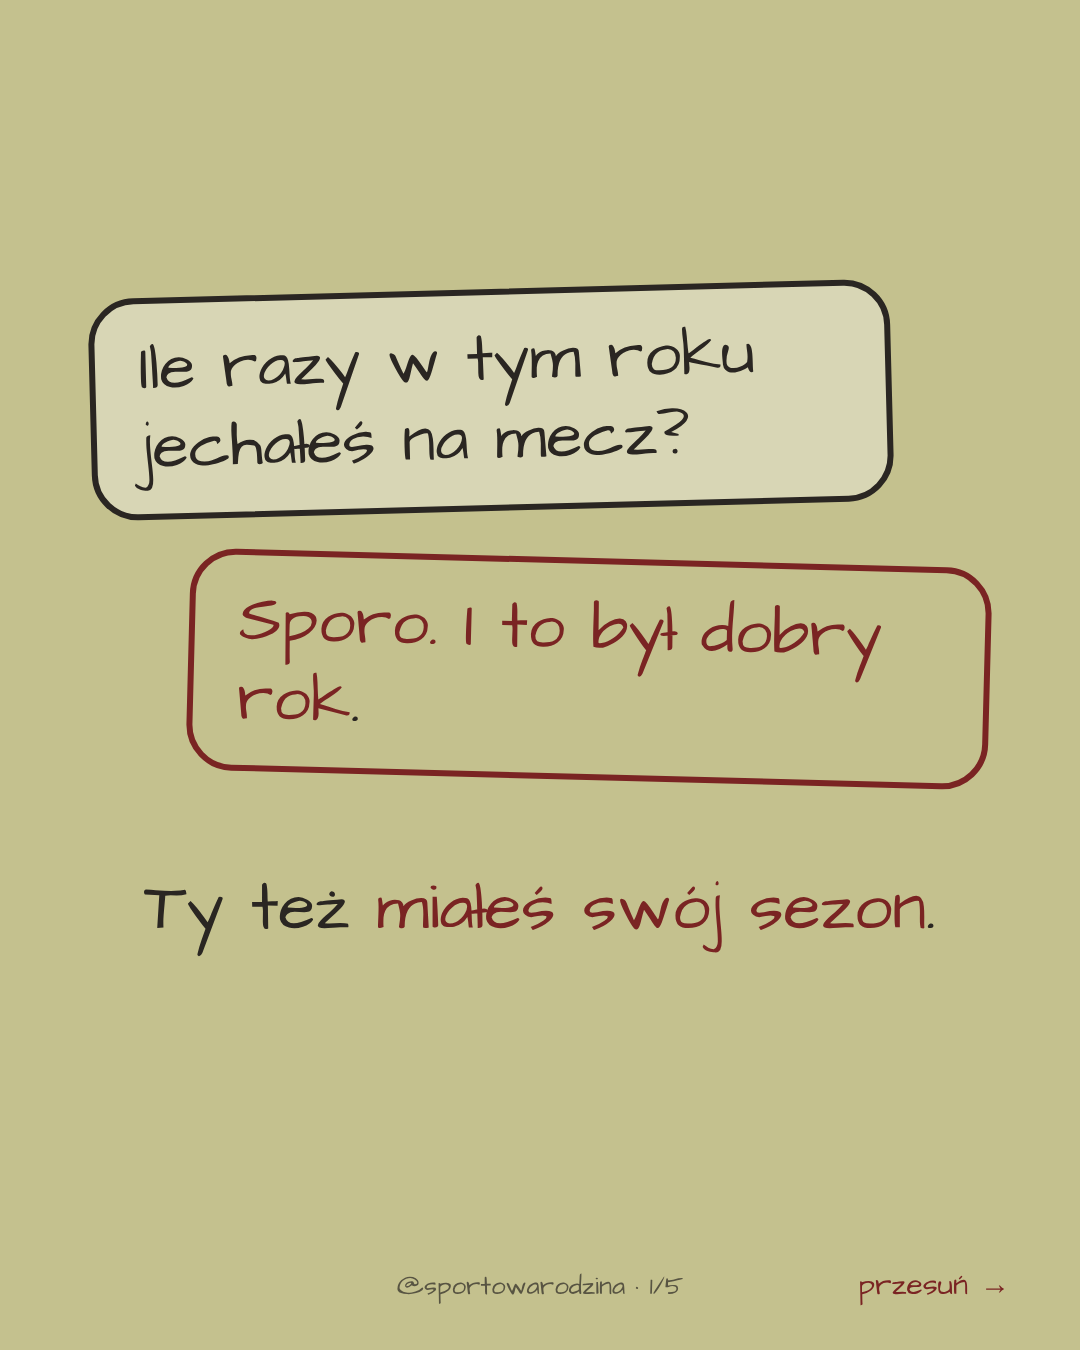 Ile razy w tym roku
jechałeś na mecz?
Sporo. I to był dobry
rok.
Ty też miałeś swój sezon.
@sportowarodzina · 1/5
przesuń →